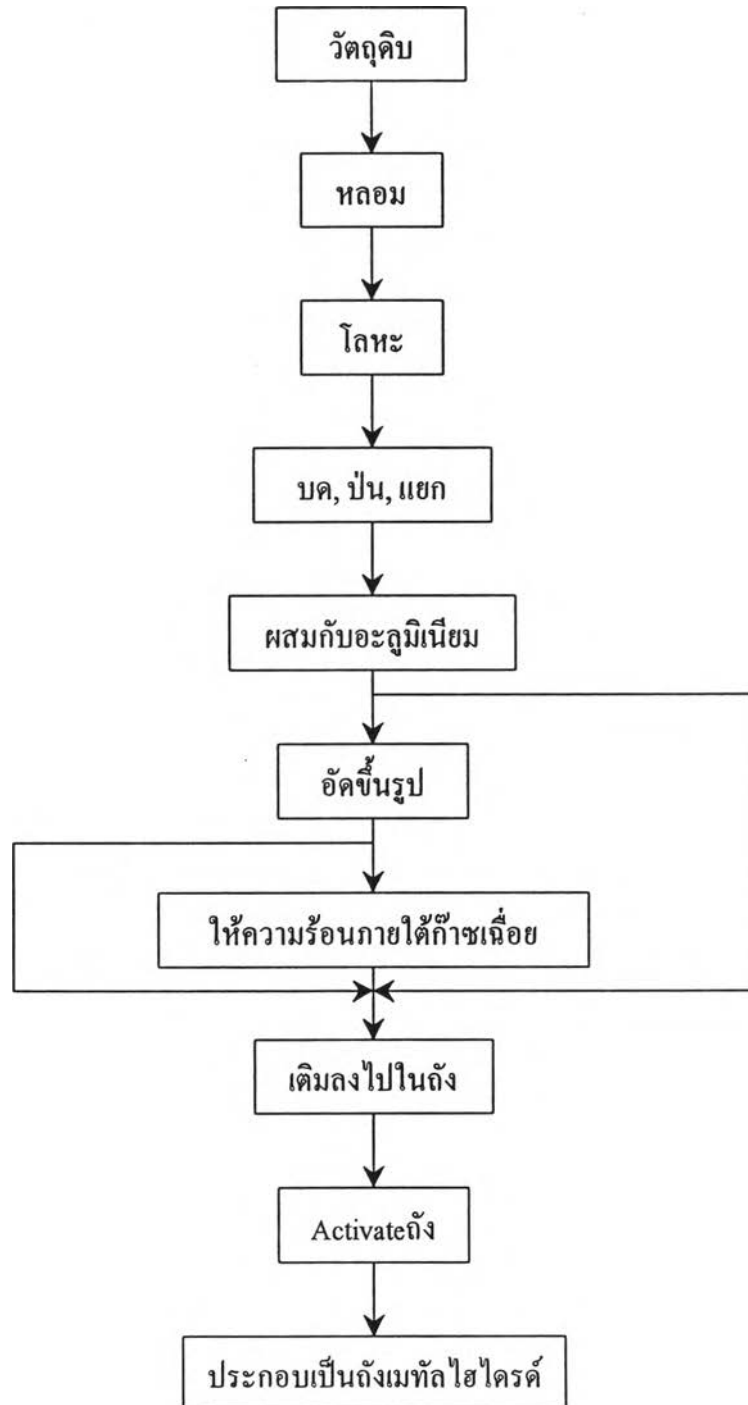 วัตถุดิบ
หลอม
โลหะ
บด, ป่น, แยก
ผสมกับอะลูมิเนียม
อัดขึ้นรูป
ให้ความร้อนภายใต้ก๊าซเฉื่อย
เติมลงไปในถัง
Activateถัง
ประกอบเป็นถังเมทัลไฮไดรด์